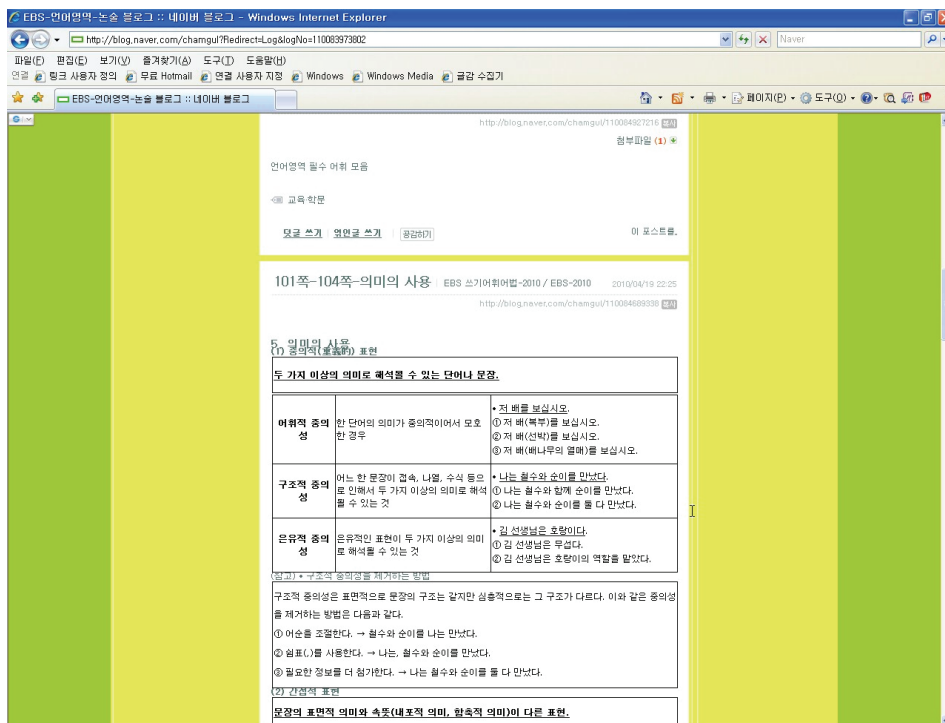 EBS-언어영역-논술 블로그 :: 네이버 블로그 - Windows Internet Explorer
http://blog.naver.com/chamgul?Redirect=Log&logNo=110083973802
Naver
파일(F) 편집(E) 보기(V) 즐겨찾기(A) 도구(T) 도움말(H)
연결 링크 사용자 정의 무료 Hotmail 연결 사용자 지정 Windows Windows Media 글감 수집기
EBS-언어영역-논술 블로그 :: 네이버 블로그
페이지(P) 도구(O)
http://blog.naver.com/chamgul/110084927216 복사
첨부파일 (1)
언어영역 필수 어휘 모음
교육·학문
덧글 쓰기 엮인글 쓰기 공감하기
이 포스트를..
101쪽-104쪽-의미의 사용 EBS 쓰기어휘어법-2010 / EBS-2010 2010/04/19 22:25
http://blog.naver.com/chamgul/110084689338 복사
5. 의미의 사용
(1) 중의적(重義的) 표현
두 가지 이상의 의미로 해석될 수 있는 단어나 문장.
어휘적 중의
성
한 단어의 의미가 중의적이어서 모호
한 경우
• 저 배를 보십시오.
① 저 배(복부)를 보십시오.
② 저 배(선박)를 보십시오.
③ 저 배(배나무의 열매)를 보십시오.
구조적 중의
성
어느 한 문장이 접속, 나열, 수식 등으
로 인해서 두 가지 이상의 의미로 해석
될 수 있는 것
• 나는 철수와 순이를 만났다.
① 나는 철수와 함께 순이를 만났다.
② 나는 철수와 순이를 둘 다 만났다.
은유적 중의
성
은유적인 표현이 두 가지 이상의 의미
로 해석될 수 있는 것
• 김 선생님은 호랑이다.
① 김 선생님은 무섭다.
② 김 선생님은 호랑이의 역할을 맡았다.
(참고) • 구조적 중의성을 제거하는 방법
구조적 중의성은 표면적으로 문장의 구조는 같지만 심층적으로는 그 구조가 다르다. 이와 같은 중의성
을 제거하는 방법은 다음과 같다.
① 어순을 조절한다. → 철수와 순이를 나는 만났다.
② 쉼표(,)를 사용한다. → 나는, 철수와 순이를 만났다.
③ 필요한 정보를 더 첨가한다. → 나는 철수와 순이를 둘 다 만났다.
(2) 간접적 표현
문장의 표면적 의미와 속뜻(내포적 의미, 함축적 의미)이 다른 표현.